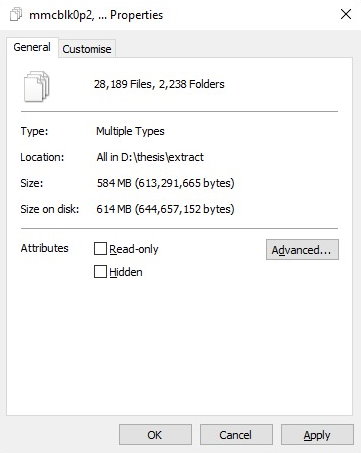 mmcblk0p2, ... Properties
General Customise
28,189 Files, 2,238 Folders
Type: Multiple Types
Location: All in D:\thesis\extract
Size: 584 MB (613,291,665 bytes)
Size on disk: 614 MB (644,657,152 bytes)
Attributes Read-only Advanced...
Hidden
OK Cancel Apply